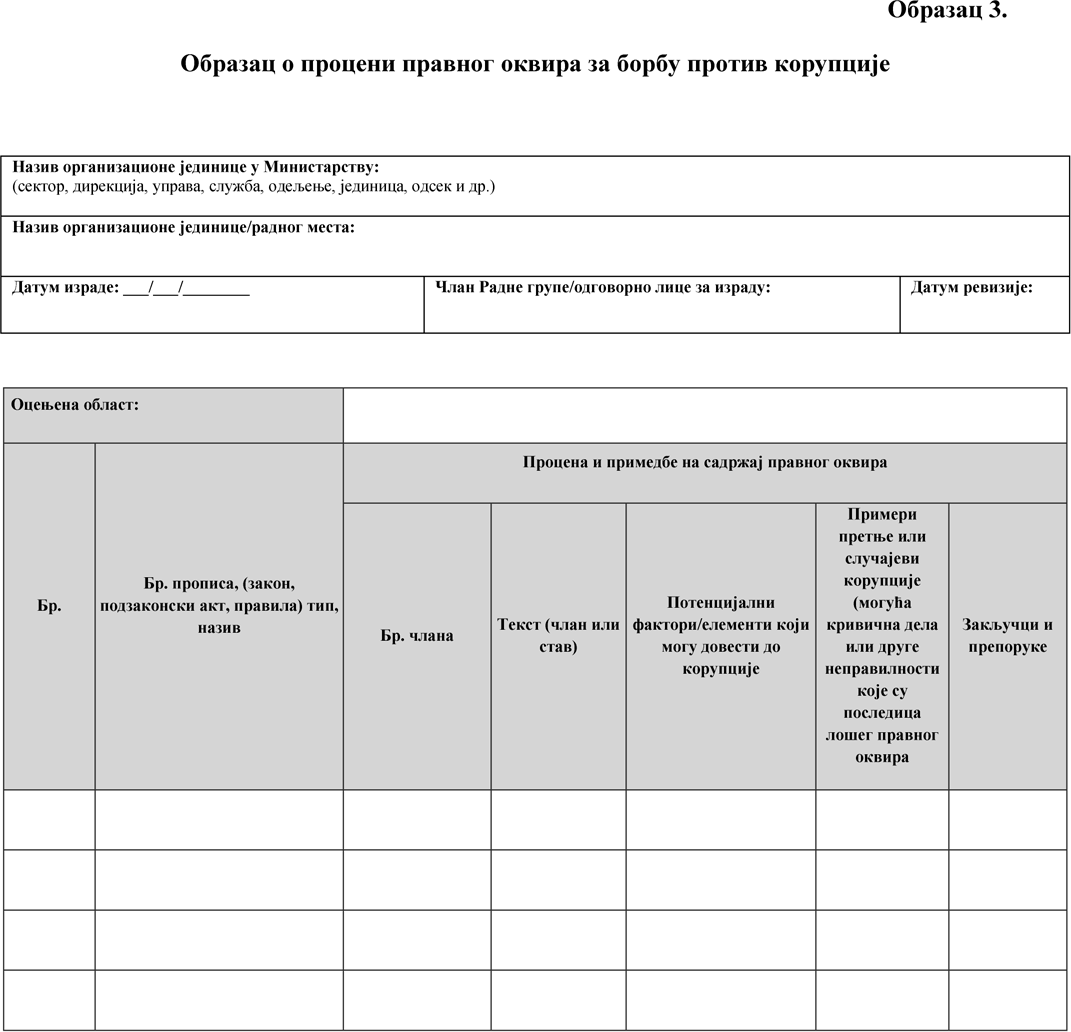 Образац 3.
Образац о процени правног оквира за борбу против корупције
Назив организационе јединице у Министарству:
(сектор, дирекција, управа, служба, одељење, јединица, одсек и др.)
Назив организационе јединице/радног места:
Датум израде: ___/___/________
Члан Радне групе/одговорно лице за израду:
Датум ревизије:
Оцењена област:
Бр.
Бр. прописа, (закон,
подзаконски акт, правила) тип,
назив
Процена и примедбе на садржај правног оквира
Бр. члана
Текст (члан или
став)
Потенцијални
фактори/елементи који
могу довести до
корупције
Примери
претње или
случајеви
корупције
(могућа
кривична дела
или друге
неправилности
које су
последица
лошег правног
оквира
Закључци и
препоруке